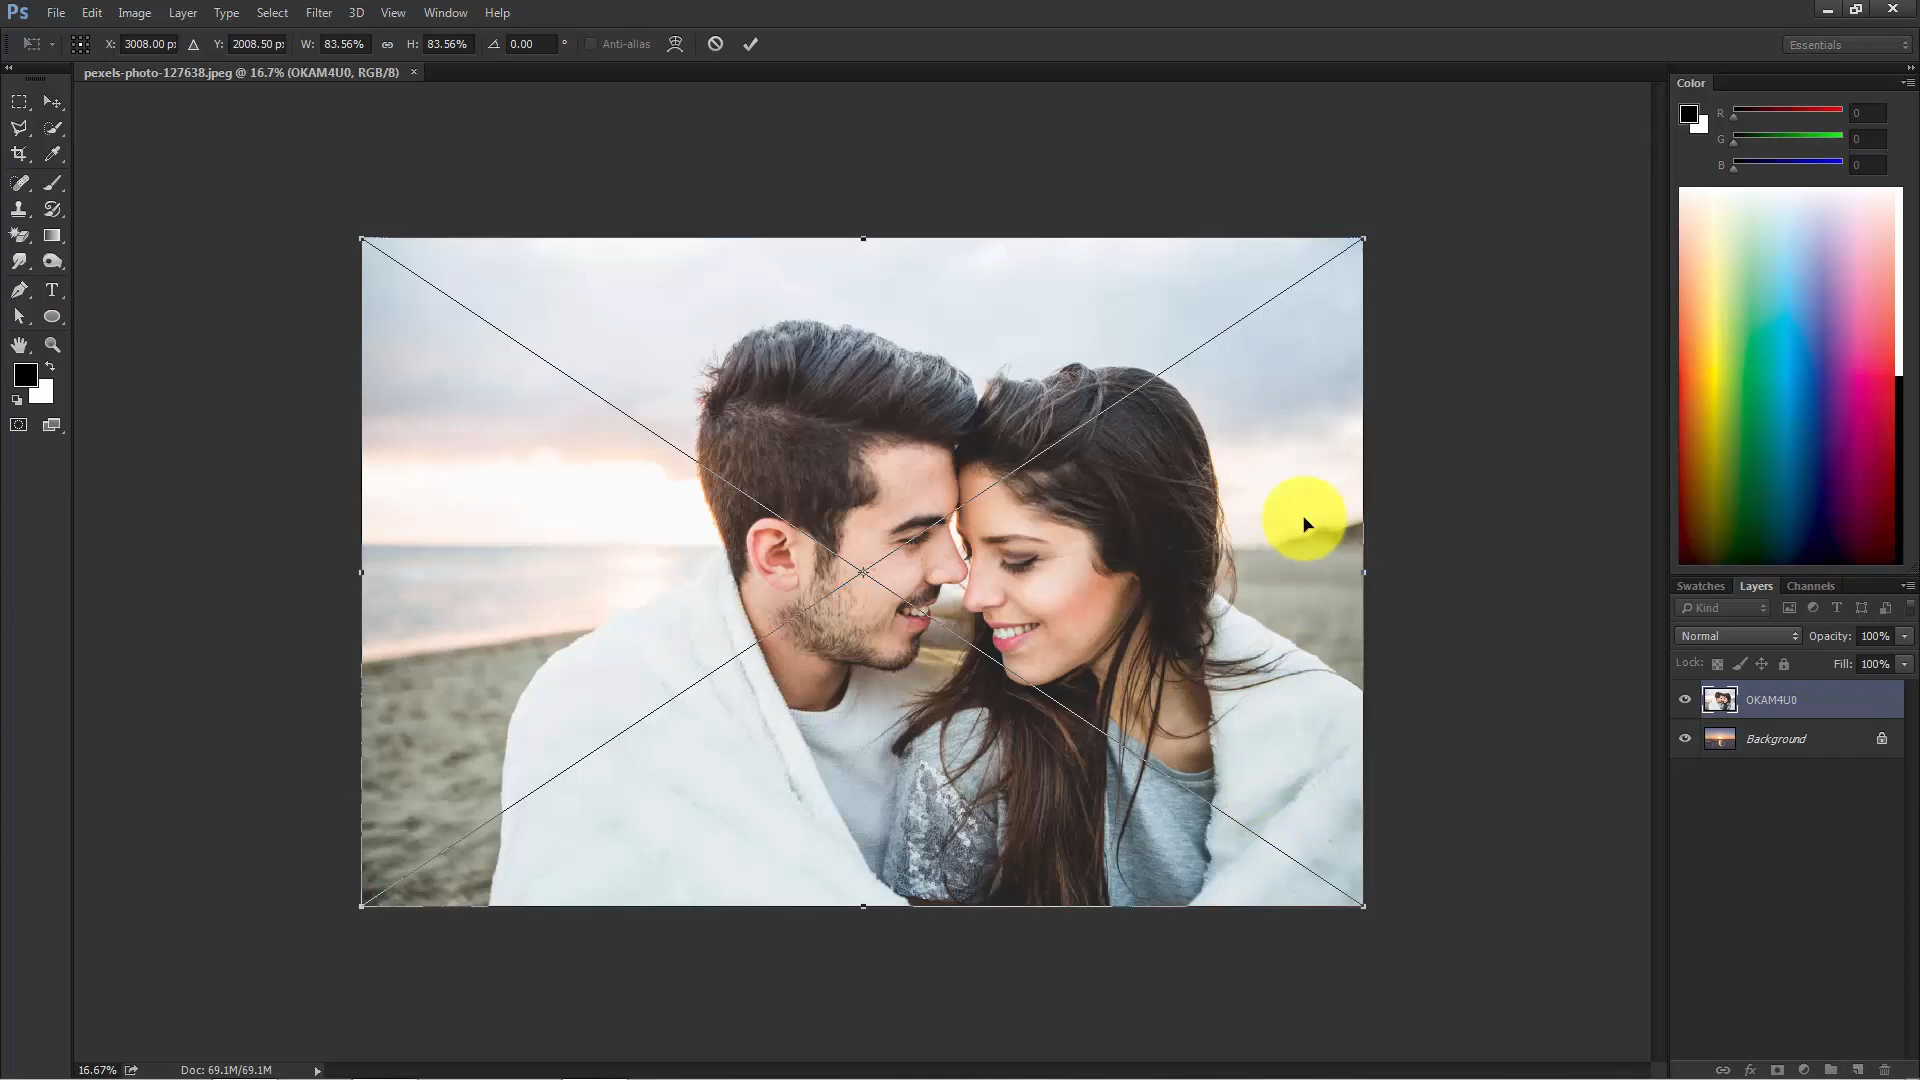 Ps File Edit Image Layer Type Select Filter 3D View Window Help
X: 3008.00 px Y: 2008.50 px W: 83.56% H: 83.56% 0.00 ° Anti-alias Essentials
pexels-photo-127638.jpeg @ 16.7% (OKAM4U0, RGB/8) ×
Color
R 0
G 0
B 0
Swatches Layers Channels
Kind
Normal Opacity: 100%
Lock: Fill: 100%
OKAM4U0
Background
16.67% Doc: 69.1M/69.1M